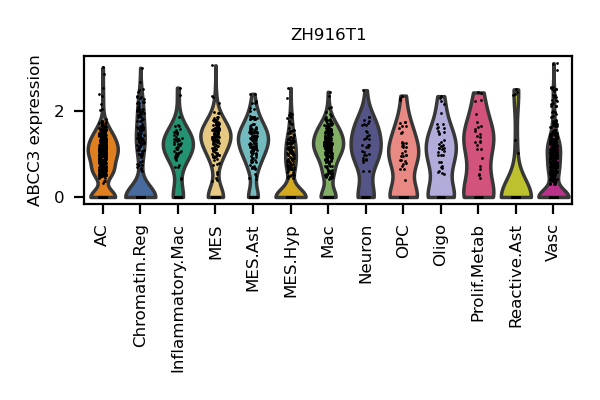 ZH916T1
ABCC3 expression
2
0
AC
Chromatin.Reg
Inflammatory.Mac
MES
MES.Ast
MES.Hyp
Mac
Neuron
OPC
Oligo
Prolif.Metab
Reactive.Ast
Vasc